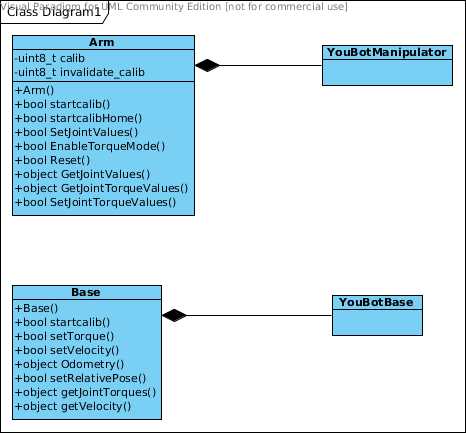 Visual Paradigm for UML Community Edition [not for commercial use]
Class Diagram1
Arm
-uint8_t calib
-uint8_t invalidate_calib
+Arm()
+bool startcalib()
+bool startcalibHome()
+bool SetJointValues()
+bool EnableTorqueMode()
+bool Reset()
+object GetJointValues()
+object GetJointTorqueValues()
+bool SetJointTorqueValues()
YouBotManipulator
Base
+Base()
+bool startcalib()
+bool setTorque()
+bool setVelocity()
+object Odometry()
+bool setRelativePose()
+object getJointTorques()
+object getVelocity()
YouBotBase